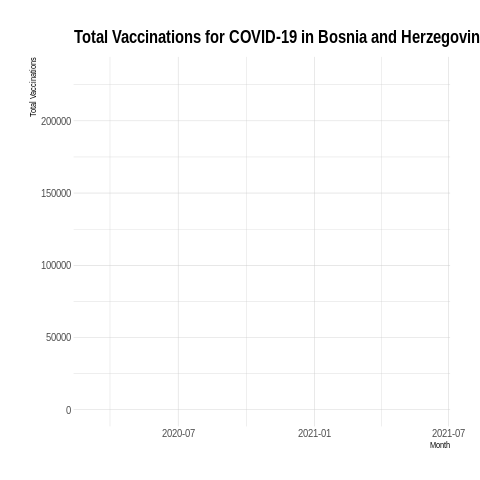 Total Vaccinations for COVID-19 in Bosnia and Herzegovin
Total Vaccinations
200000
150000
100000
50000
0
2020-07 2021-01 2021-07
Month